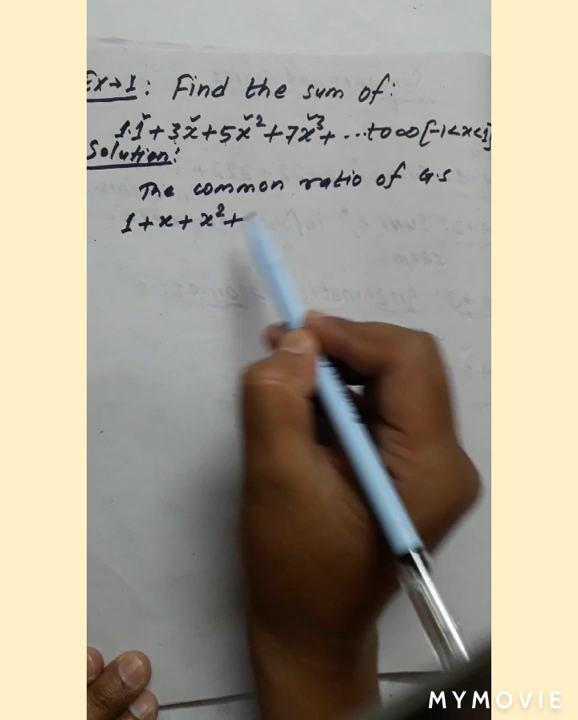 Ex→1: Find the sum of:
1.1+3x+5x²+7x³+...to∞[-1<x<1]
Solution:
The common ratio of G.S
1+x+x²+
MYMOVIE